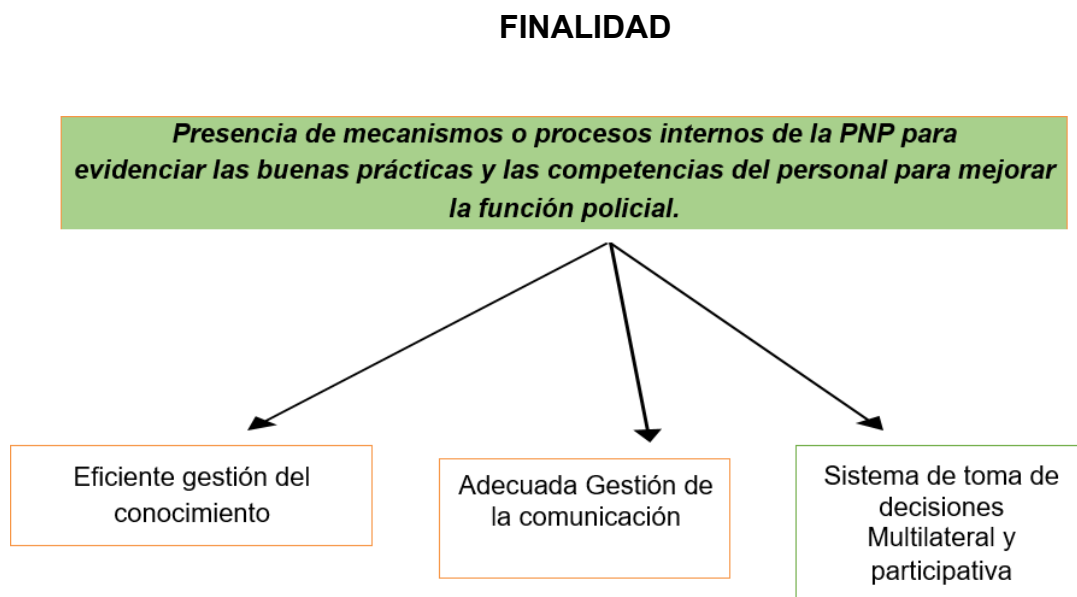 FINALIDAD
Presencia de mecanismos o procesos internos de la PNP para
evidenciar las buenas prácticas y las competencias del personal para mejorar
la función policial.
Eficiente gestión del
conocimiento
Adecuada Gestión de
la comunicación
Sistema de toma de
decisiones
Multilateral y
participativa